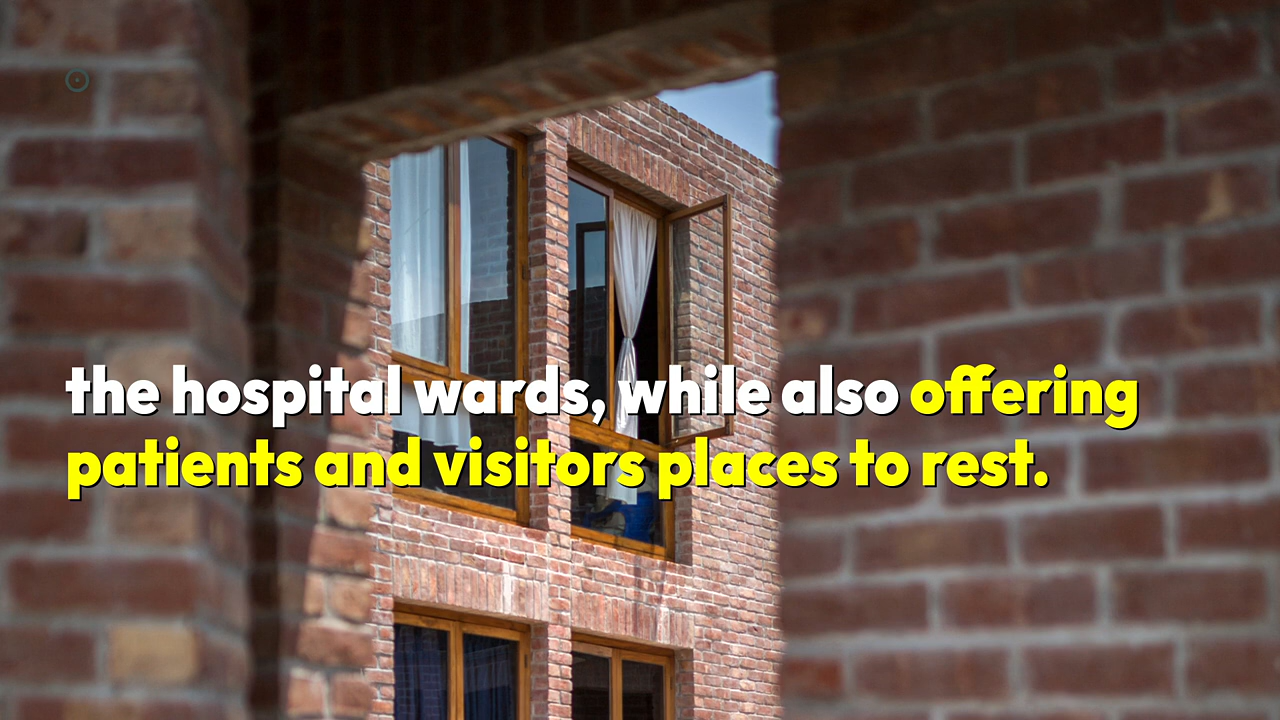 the hospital wards, while also offering
patients and visitors places to rest.